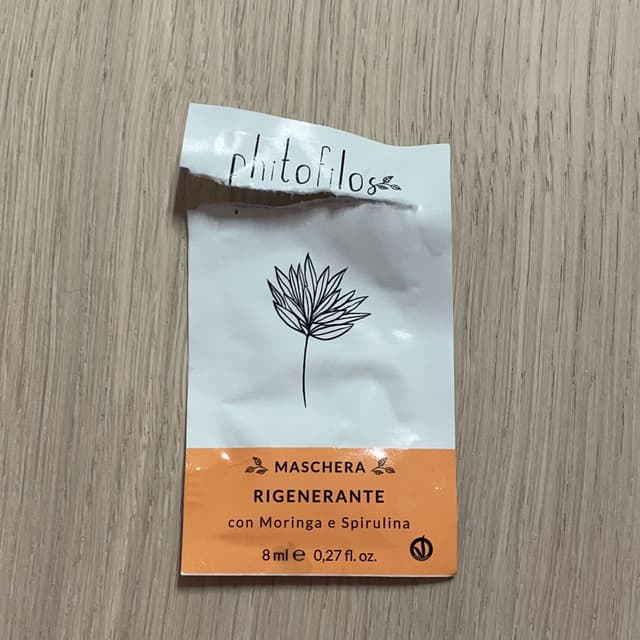 phitofilos
MASCHERA
RIGENERANTE
con Moringa e Spirulina
8 ml ℮ 0,27 fl. oz.